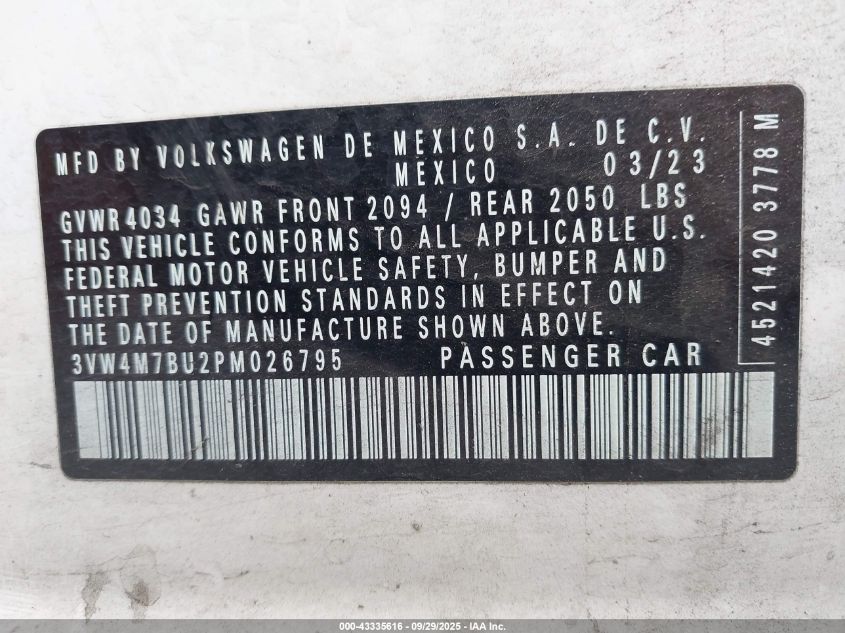 MFD BY VOLKSWAGEN DE MEXICO S.A. DE C.V.
MEXICO 03/23
GVWR 4034 GAWR FRONT 2094 / REAR 2050 LBS
THIS VEHICLE CONFORMS TO ALL APPLICABLE U.S.
FEDERAL MOTOR VEHICLE SAFETY, BUMPER AND
THEFT PREVENTION STANDARDS IN EFFECT ON
THE DATE OF MANUFACTURE SHOWN ABOVE.
3VW4M7BU2PM026795 PASSENGER CAR
4521420 3778 M
000-43335616 - 09/29/2025 - IAA Inc.